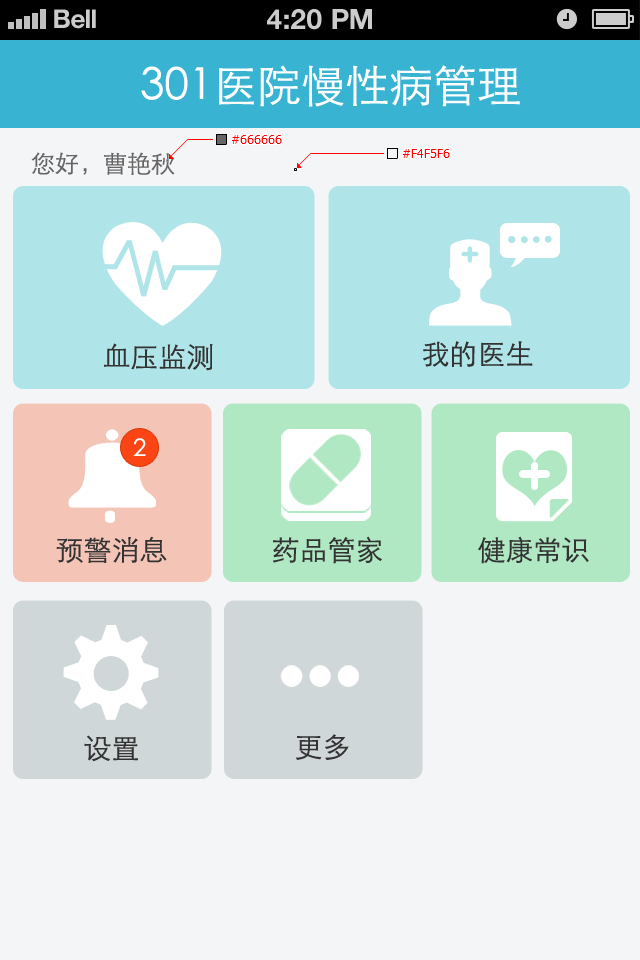 Bell 4:20 PM
301医院慢性病管理
#666666
#F4F5F6
您好，曹艳秋
血压监测
我的医生
2
预警消息
药品管家
健康常识
设置
更多